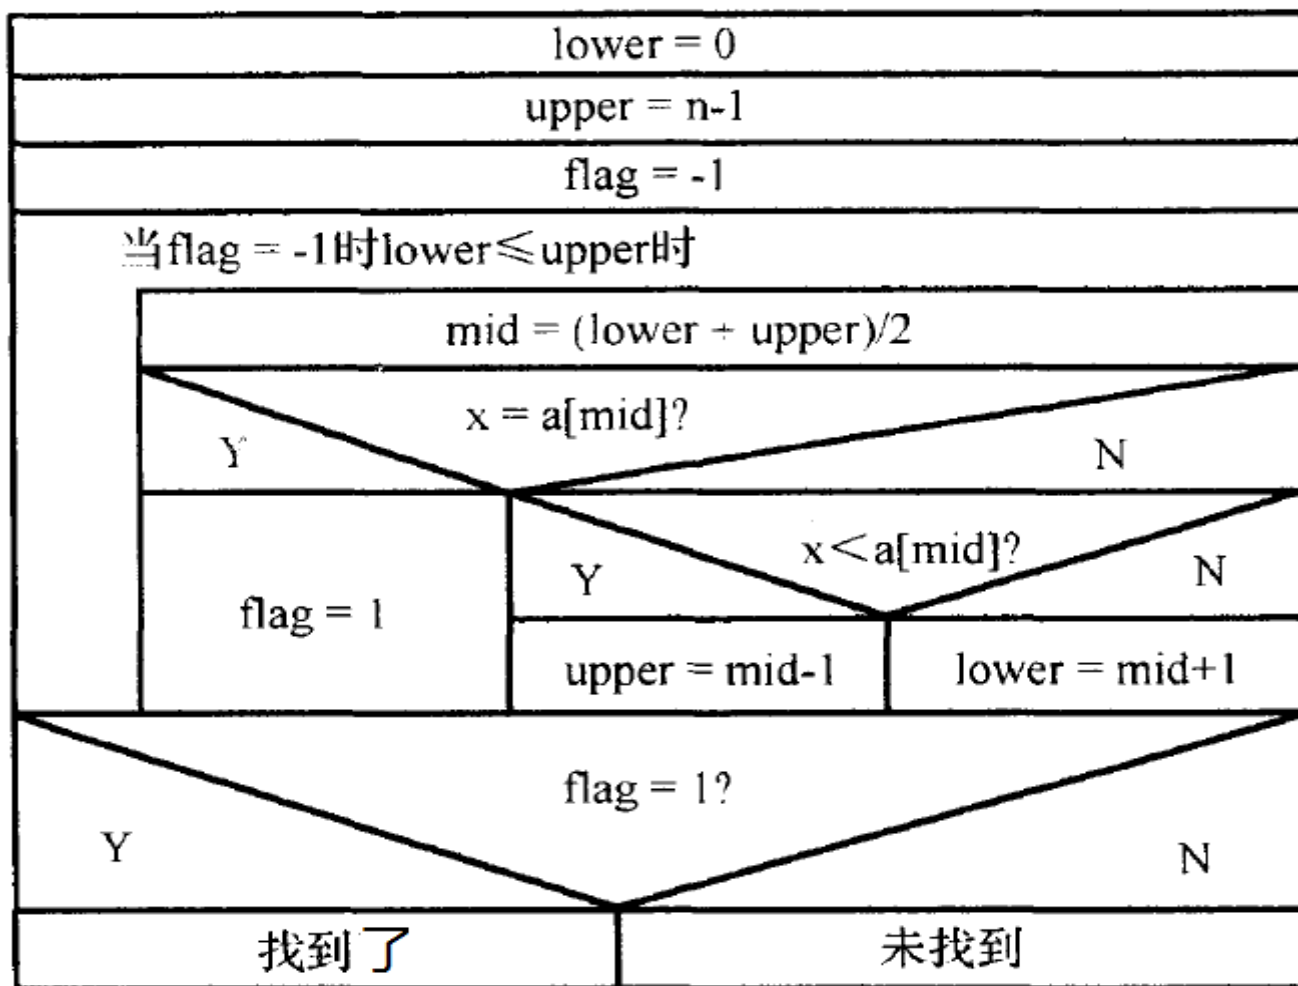 lower = 0
upper = n-1
flag = -1
当flag = -1时lower≤upper时
mid = (lower + upper)/2
x = a[mid]?
Y
N
x<a[mid]?
Y
N
flag = 1
upper = mid-1
lower = mid+1
flag = 1?
Y
N
找到了
未找到